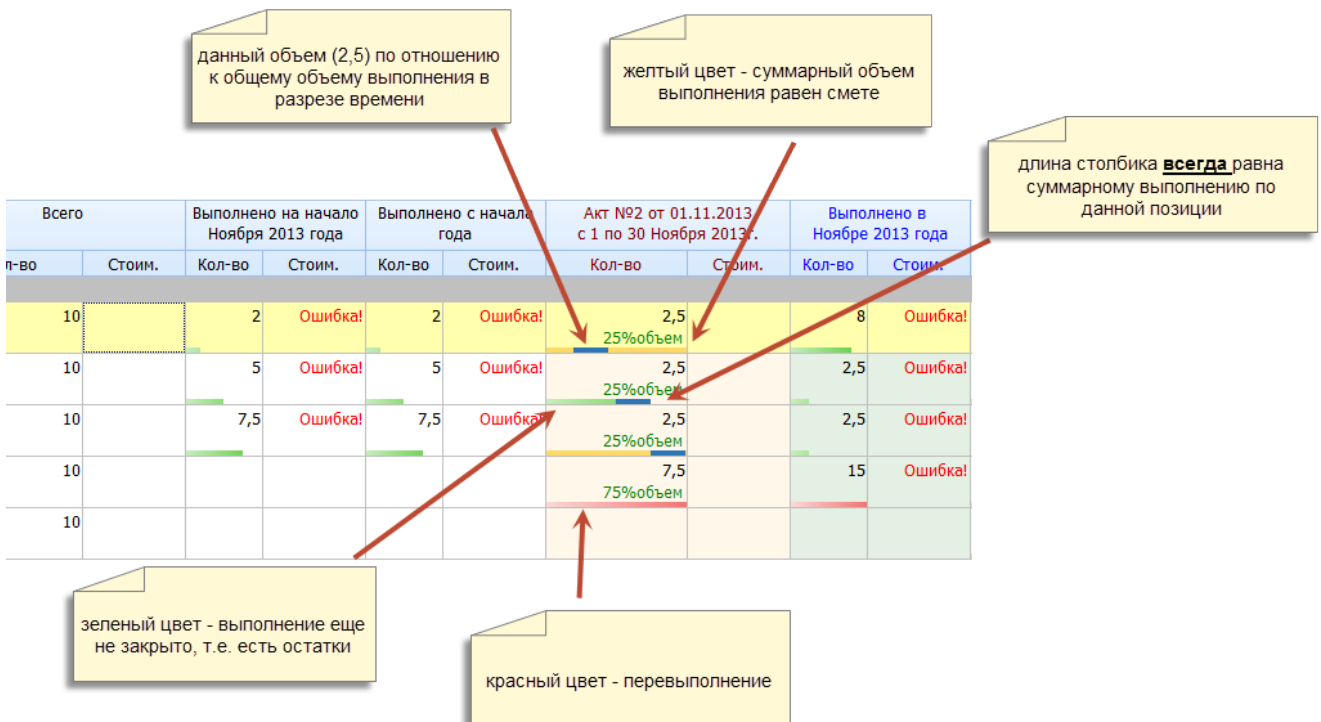 данный объем (2,5) по отношению
к общему объему выполнения в
разрезе времени
желтый цвет - суммарный объем
выполнения равен смете
длина столбика всегда равна
суммарному выполнению по
данной позиции
Всего Выполнено на начало Выполнено с начала Акт №2 от 01.11.2013 Выполнено в
Ноября 2013 года года с 1 по 30 Ноября 2013г. Ноябре 2013 года
л-во Стоим. Кол-во Стоим. Кол-во Стоим. Кол-во Стоим. Кол-во Стоим.
10 2 Ошибка! 2 Ошибка! 2,5 8 Ошибка!
25%объем
10 5 Ошибка! 5 Ошибка! 2,5 2,5 Ошибка!
25%объем
10 7,5 Ошибка! 7,5 Ошибка! 2,5 2,5 Ошибка!
25%объем
10 7,5 15 Ошибка!
75%объем
10
зеленый цвет - выполнение еще
не закрыто, т.е. есть остатки
красный цвет - перевыполнение